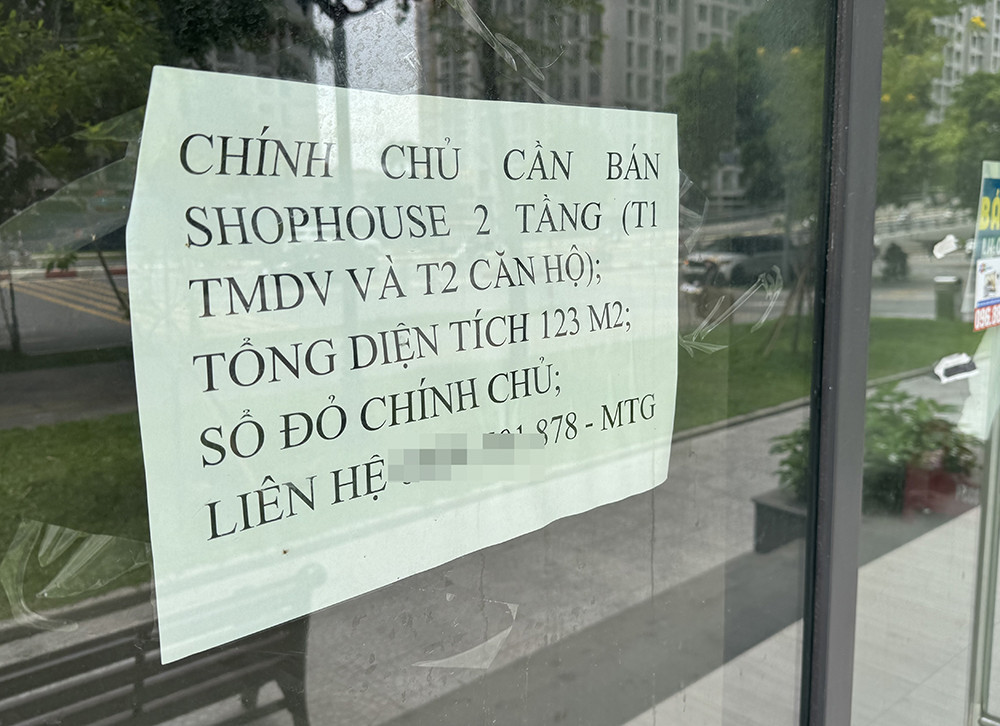 CHÍNH CHỦ CẦN BÁN
SHOPHOUSE 2 TẦNG (T1
TMDV VÀ T2 CĂN HỘ);
TỔNG DIỆN TÍCH 123 M2;
SỔ ĐỎ CHÍNH CHỦ;
LIÊN HỆ 878 - MTG